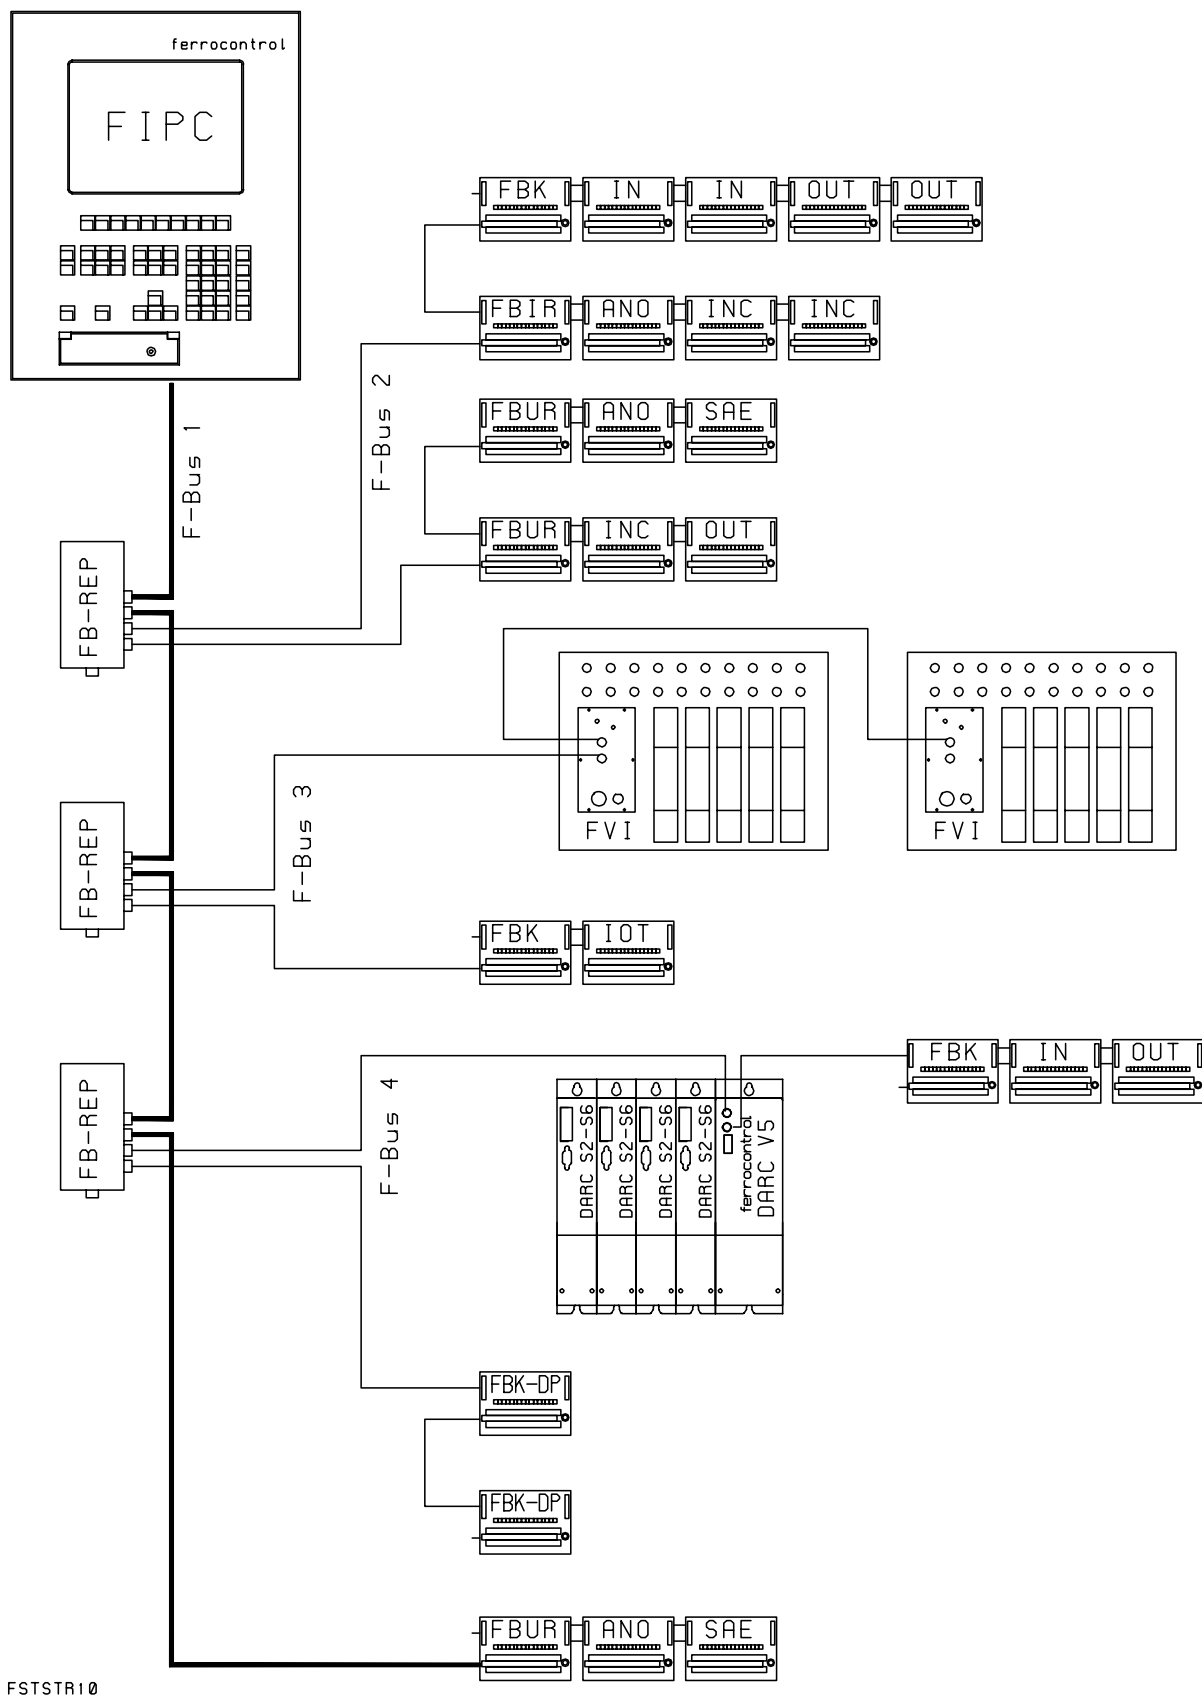 ferrocontrol
FIPC
FBK IN IN OUT OUT
FBIR ANO INC INC
F-Bus 2
F-Bus 1
FBUR ANO SAE
FBUR INC OUT
FB-REP
FVI FVI
F-Bus 3
FB-REP
FBK IOT
FBK IN OUT
F-Bus 4
FB-REP
DARC S2-S6
DARC S2-S6
DARC S2-S6
DARC S2-S6
ferrocontrol
DARC V5
FBK-DP
FBK-DP
FBUR ANO SAE
FSTSTR10